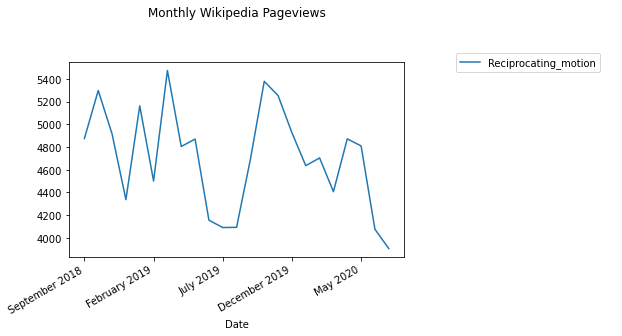 Monthly Wikipedia Pageviews
Reciprocating_motion
5400
5200
5000
4800
4600
4400
4200
4000
September 2018
February 2019
July 2019
December 2019
May 2020
Date